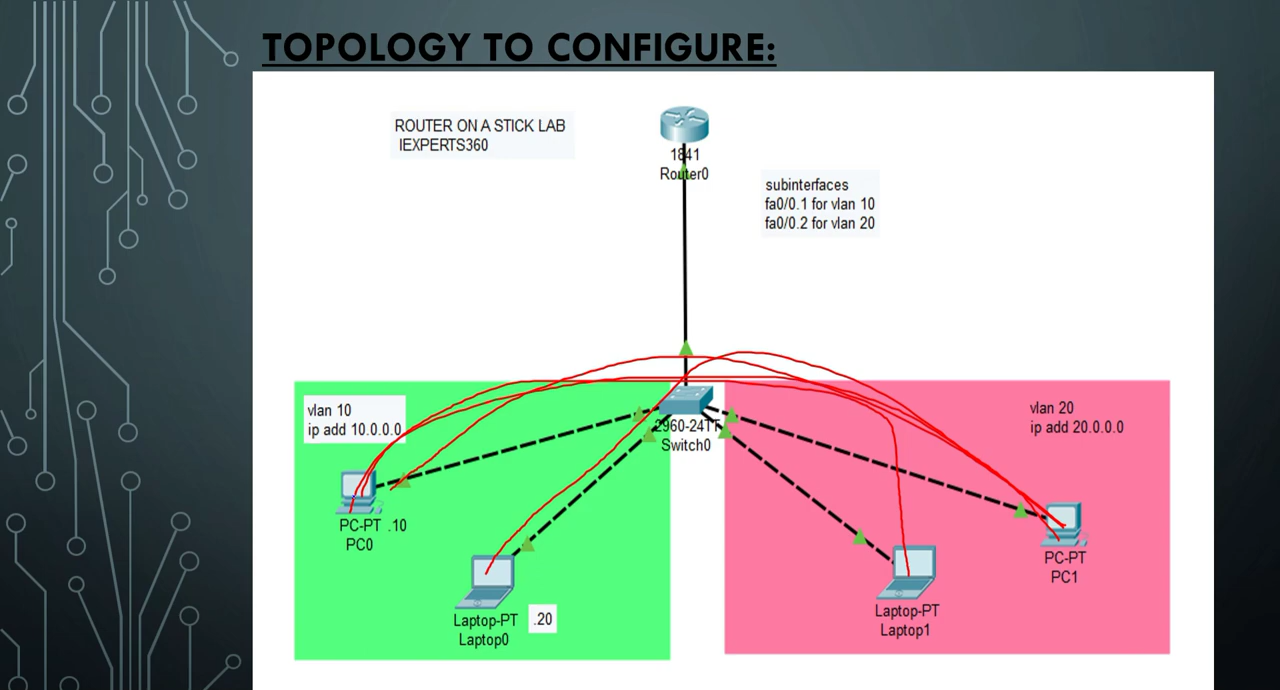 TOPOLOGY TO CONFIGURE:
ROUTER ON A STICK LAB
IEXPERTS360
1841
Router0
subinterfaces
fa0/0.1 for vlan 10
fa0/0.2 for vlan 20
vlan 10
ip add 10.0.0.0
2960-24TT
Switch0
vlan 20
ip add 20.0.0.0
PC-PT .10
PC0
Laptop-PT .20
Laptop0
Laptop-PT
Laptop1
PC-PT
PC1